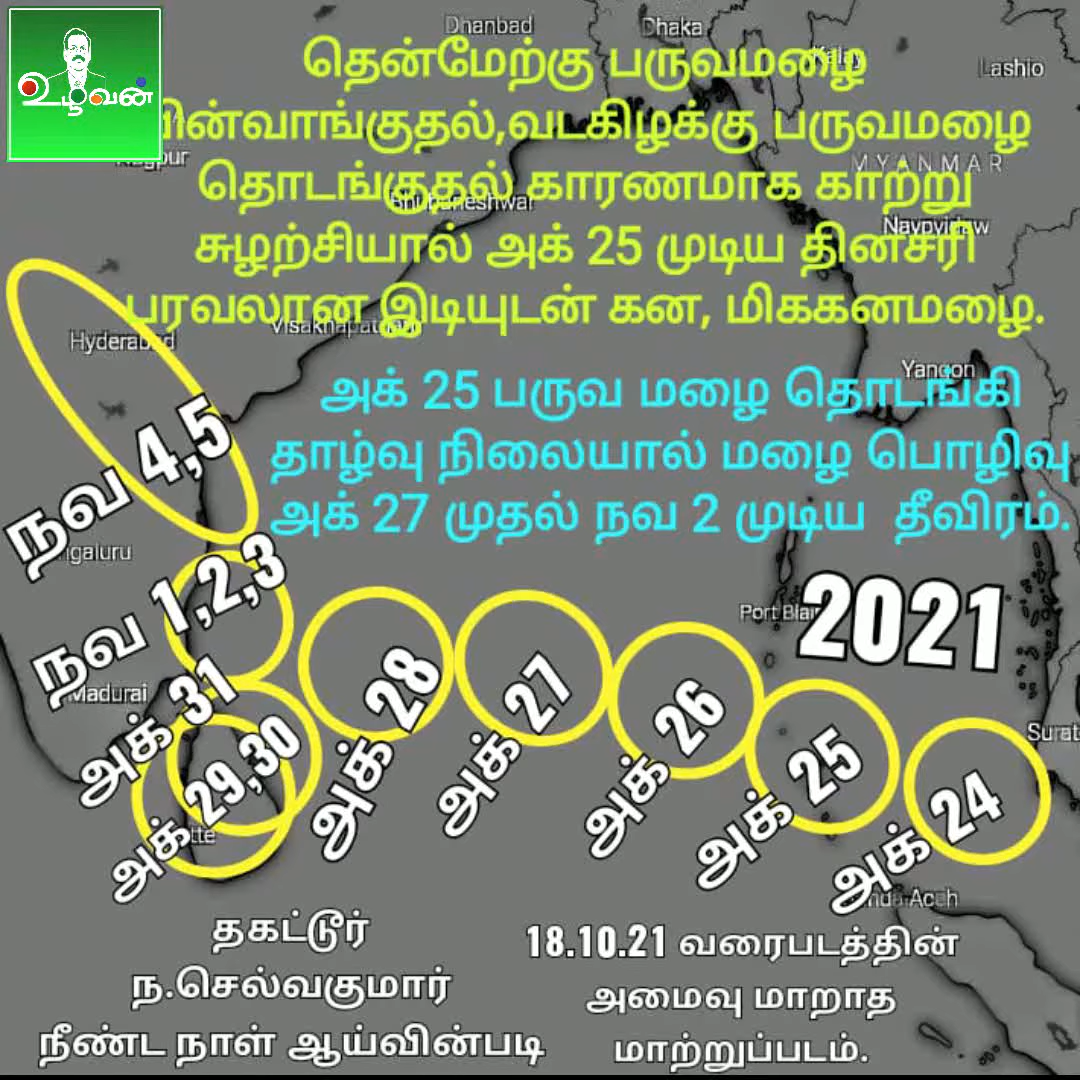 உழவன்
Dhanbad
Dhaka
Lashio
தென்மேற்கு பருவமழை
பின்வாங்குதல்,வடகிழக்கு பருவமழை
MYANMAR
தொடங்குதல் காரணமாக காற்று
Bhubaneshwar
Naypyidaw
சுழற்சியால் அக் 25 முடிய தினசரி
பரவலான இடியுடன் கன, மிககனமழை.
Visakhapatnam
Hyderabad
Yangon
அக் 25 பருவ மழை தொடங்கி
தாழ்வு நிலையால் மழை பொழிவு
அக் 27 முதல் நவ 2 முடிய தீவிரம்.
நவ 4,5
ngaluru
நவ 1,2,3
Port Blair
2021
Madurai
அக் 31
அக் 29,30
அக் 28
அக் 27
அக் 26
அக் 25
அக் 24
Surat
தகட்டூர்
ந.செல்வகுமார்
நீண்ட நாள் ஆய்வின்படி
18.10.21 வரைபடத்தின்
அமைவு மாறாத
மாற்றுப்படம்.